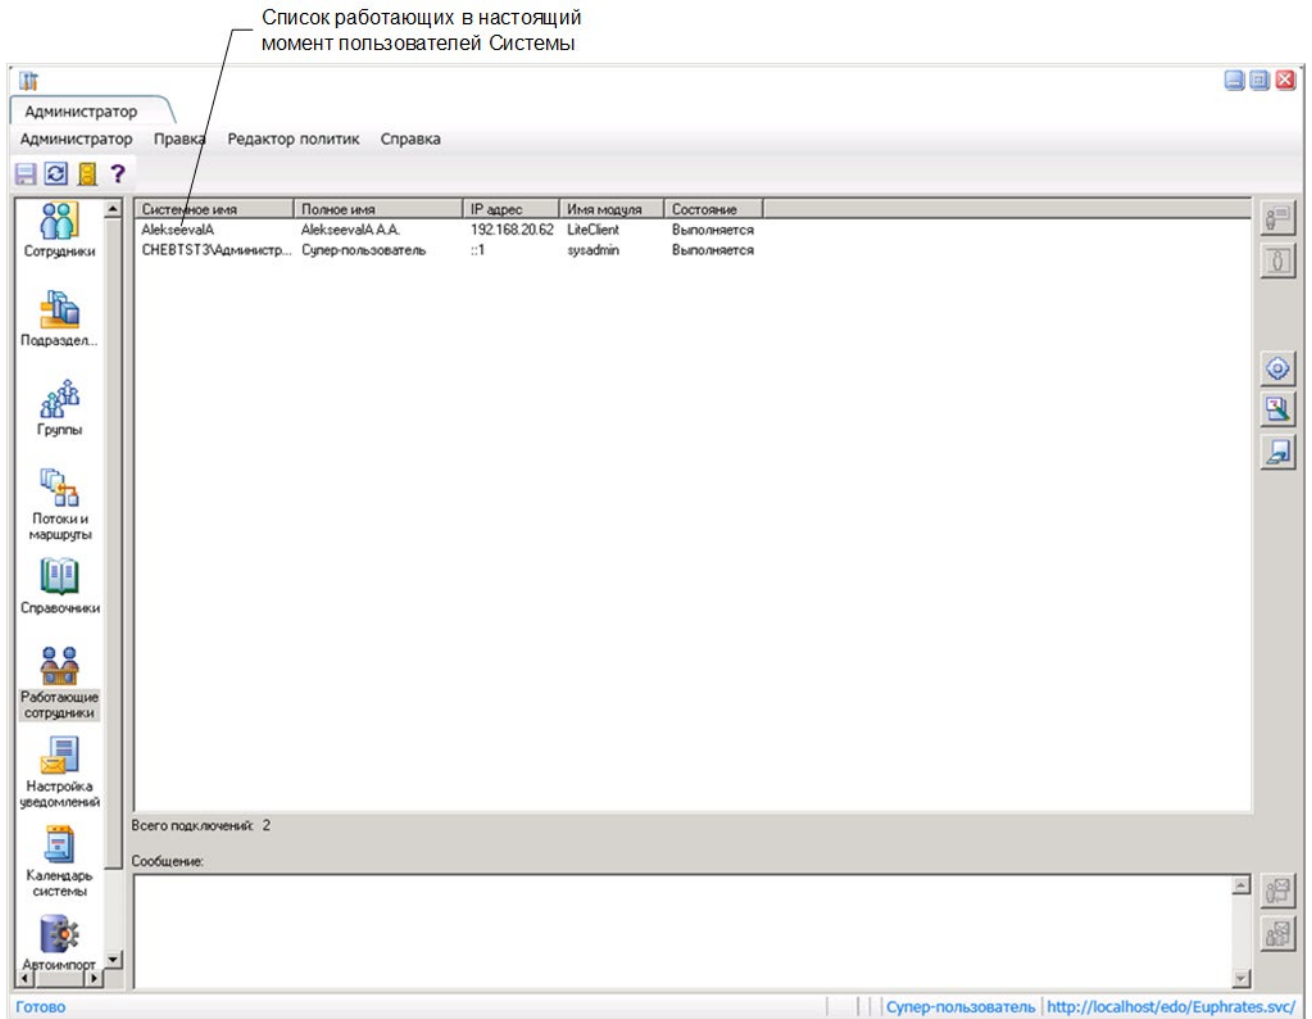 Список работающих в настоящий
момент пользователей Системы
Администратор
Администратор Правка Редактор политик Справка
?
Системное имя Полное имя IP адрес Имя модуля Состояние
AlekseevalA AlekseevalA A.A. 192.168.20.62 LiteClient Выполняется
CHEBTST3\Администр... Супер-пользователь ::1 sysadmin Выполняется
Сотрудники
Подраздел...
Группы
Потоки и
маршруты
Справочники
Работающие
сотрудники
Настройка
уведомлений
Календарь
системы
Автоимпорт
Всего подключений: 2
Сообщение:
Готово
Супер-пользователь http://localhost/edo/Euphrates.svc/